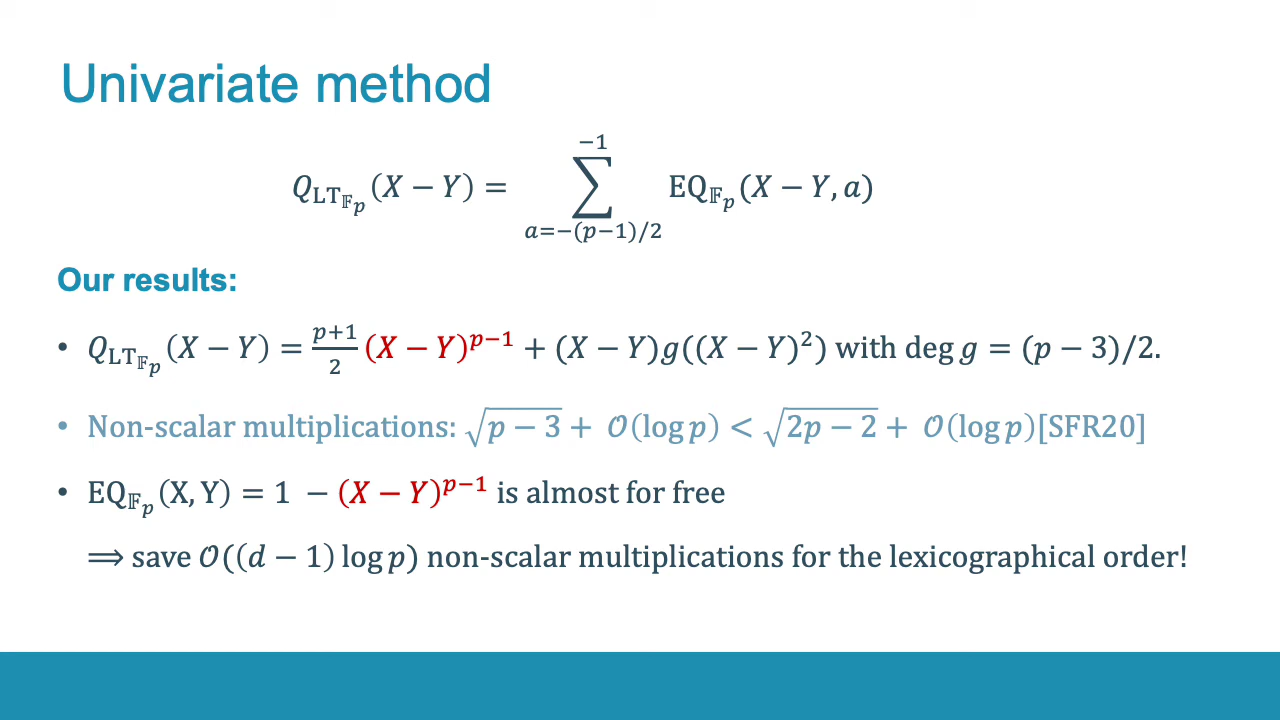 Univariate method
Q_{LT_{𝔽_p}}(X − Y) = ∑_{a=−(p−1)/2}^{−1} EQ_{𝔽_p}(X − Y, a)
Our results:
• Q_{LT_{𝔽_p}}(X − Y) = \frac{p+1}{2} (X − Y)^{p−1} + (X − Y)g((X − Y)^2) with deg g = (p − 3)/2.
• Non-scalar multiplications: √{p − 3} + 𝒪(log p) < √{2p − 2} + 𝒪(log p)[SFR20]
• EQ_{𝔽_p}(X, Y) = 1 − (X − Y)^{p−1} is almost for free
⟹ save 𝒪((d − 1) log p) non-scalar multiplications for the lexicographical order!